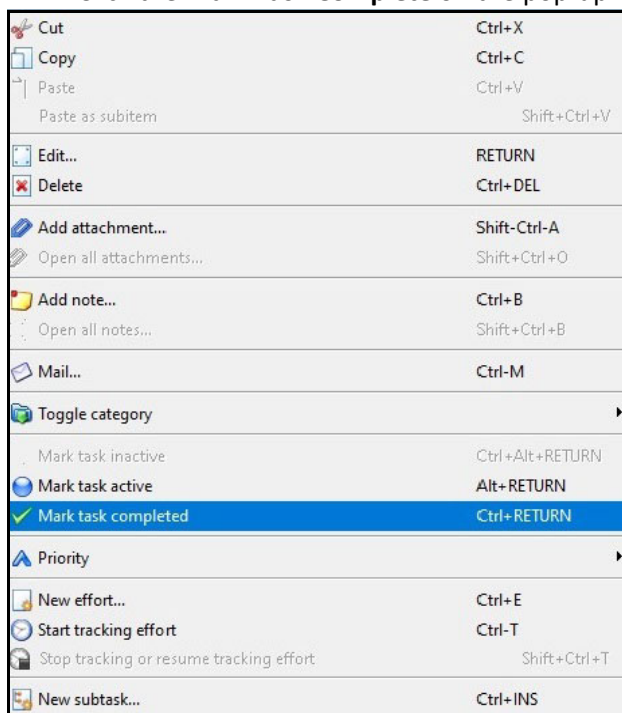 Cut Ctrl+X
Copy Ctrl+C
Paste Ctrl+V
Paste as subitem Shift+Ctrl+V
Edit... RETURN
Delete Ctrl+DEL
Add attachment... Shift-Ctrl-A
Open all attachments... Shift+Ctrl+O
Add note... Ctrl+B
Open all notes... Shift+Ctrl+B
Mail... Ctrl-M
Toggle category
Mark task inactive Ctrl+Alt+RETURN
Mark task active Alt+RETURN
Mark task completed Ctrl+RETURN
Priority
New effort... Ctrl+E
Start tracking effort Ctrl-T
Stop tracking or resume tracking effort Shift+Ctrl+T
New subtask... Ctrl+INS